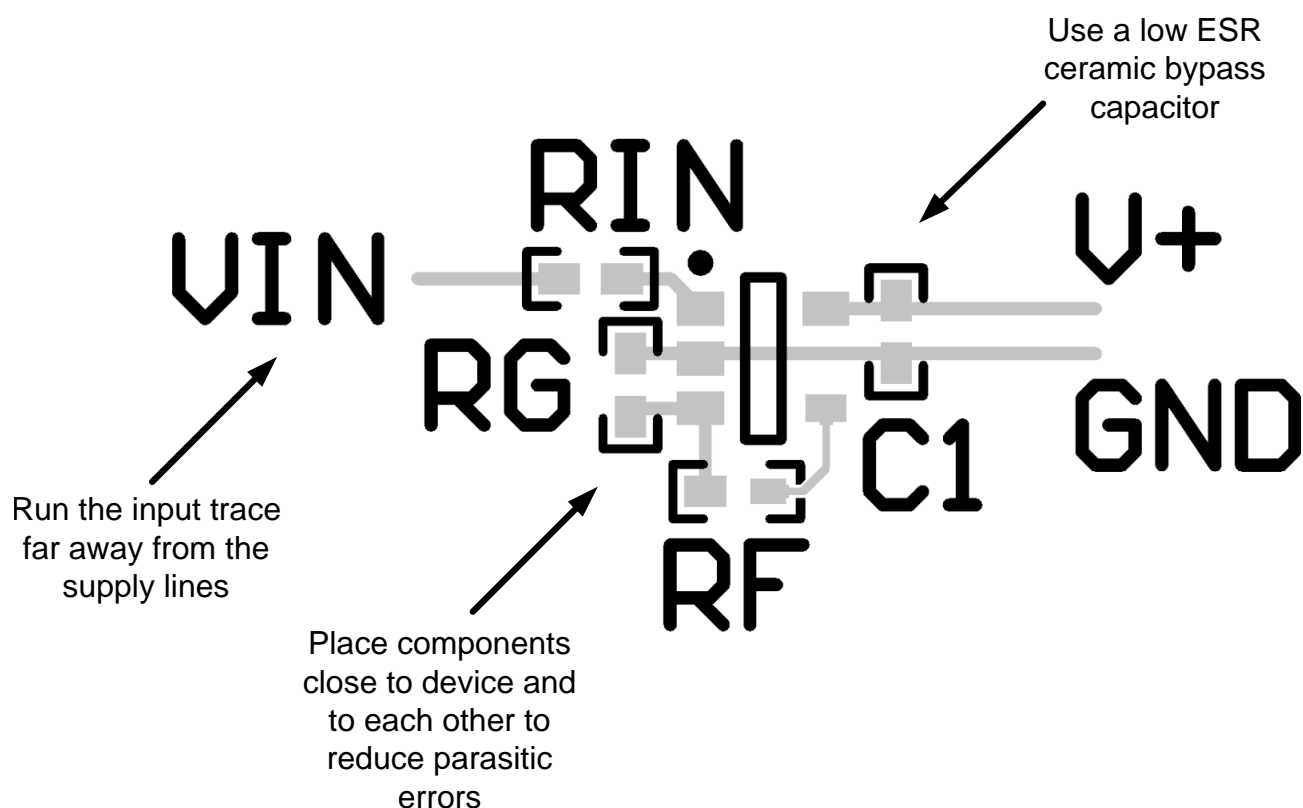 Use a low ESR
ceramic bypass
capacitor
RIN
VIN
V+
RG
GND
C1
RF
Run the input trace
far away from the
supply lines
Place components
close to device and
to each other to
reduce parasitic
errors